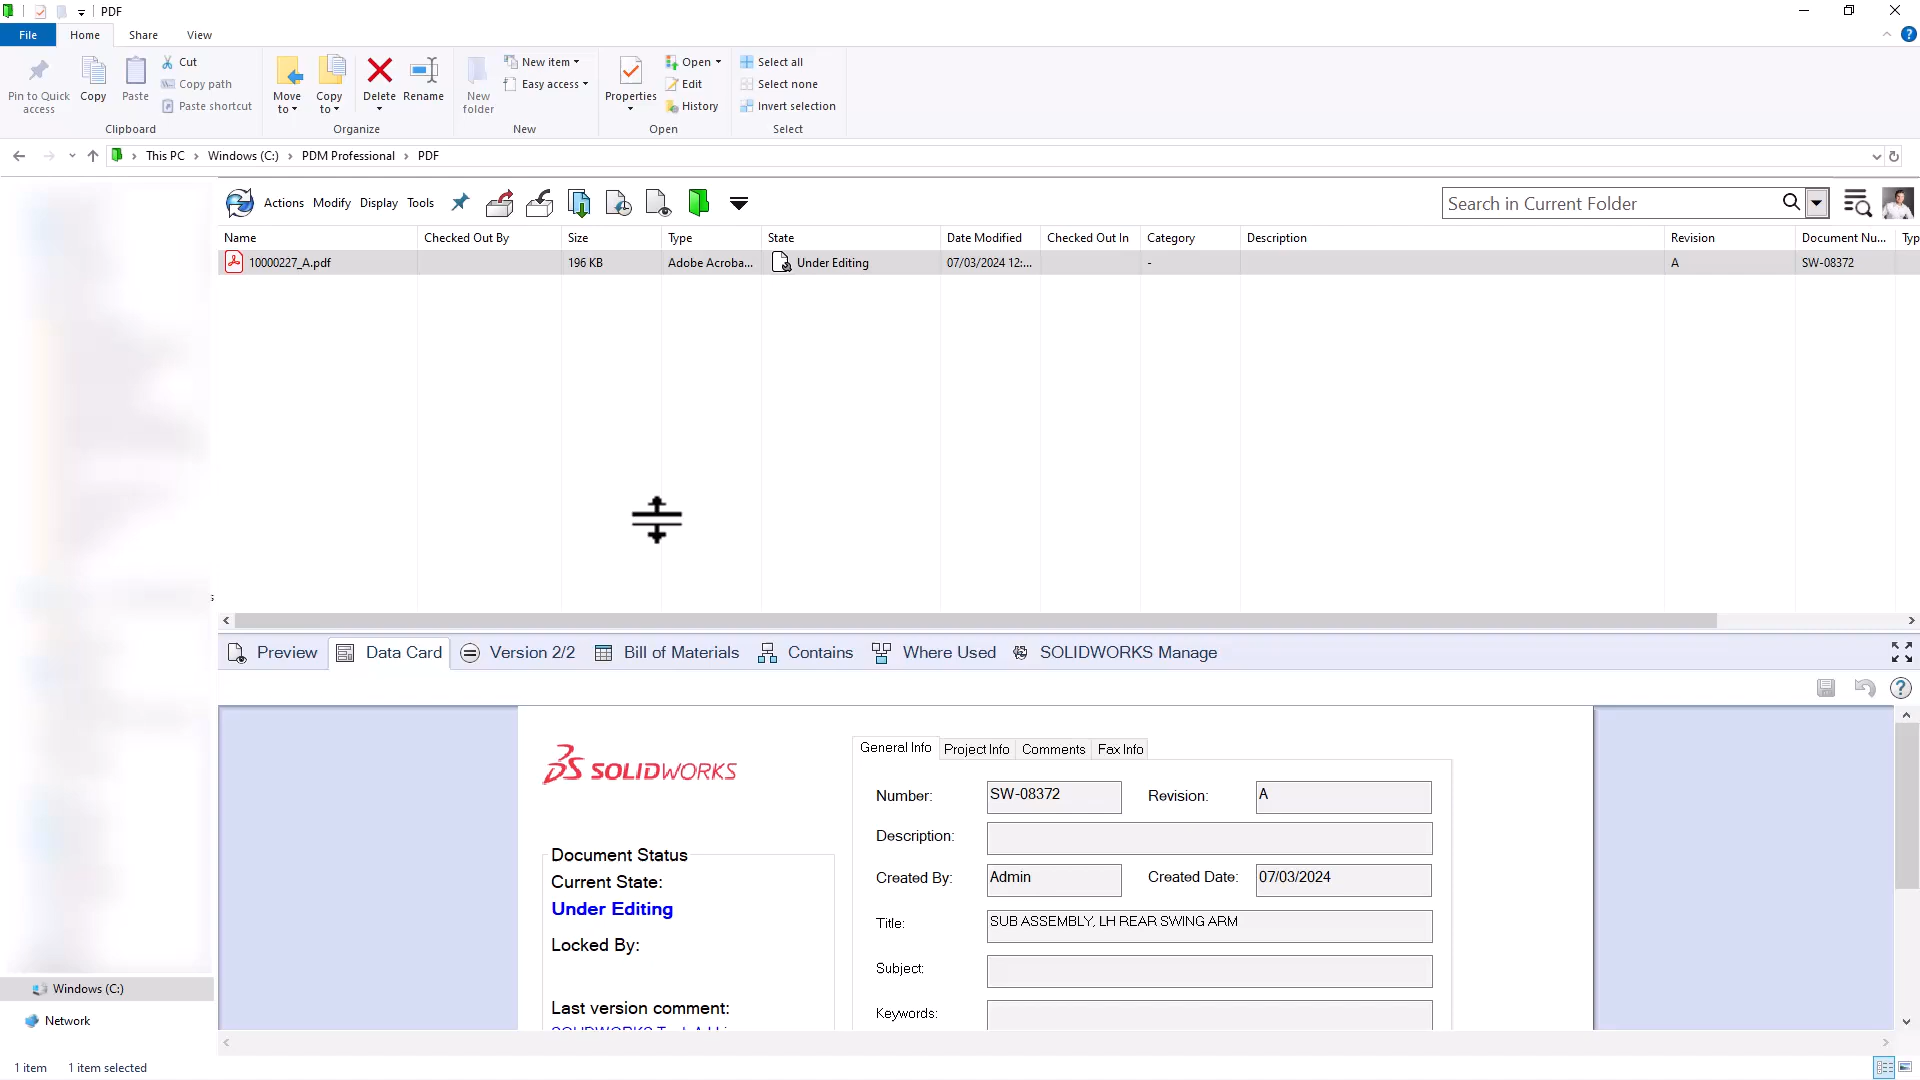 PDF
File Home Share View
Pin to Quick access
Copy
Paste
Cut
Copy path
Paste shortcut
Clipboard
Move to
Copy to
Delete
Rename
Organize
New folder
New item
Easy access
New
Properties
Open
Edit
History
Open
Select all
Select none
Invert selection
Select
This PC > Windows (C:) > PDM Professional > PDF
Actions Modify Display Tools
Search in Current Folder
Name Checked Out By Size Type State Date Modified Checked Out In Category Description Revision Document Nu... Typ
10000227_A.pdf 196 KB Adobe Acroba... Under Editing 07/03/2024 12:... - A SW-08372
Preview Data Card Version 2/2 Bill of Materials Contains Where Used SOLIDWORKS Manage
SOLIDWORKS
Document Status
Current State:
Under Editing
Locked By:
Last version comment:
General Info Project Info Comments Fax Info
Number: SW-08372 Revision: A
Description:
Created By: Admin Created Date: 07/03/2024
Title: SUB ASSEMBLY, LH REAR SWING ARM
Subject:
Keywords:
Windows (C:)
Network
1 item 1 item selected